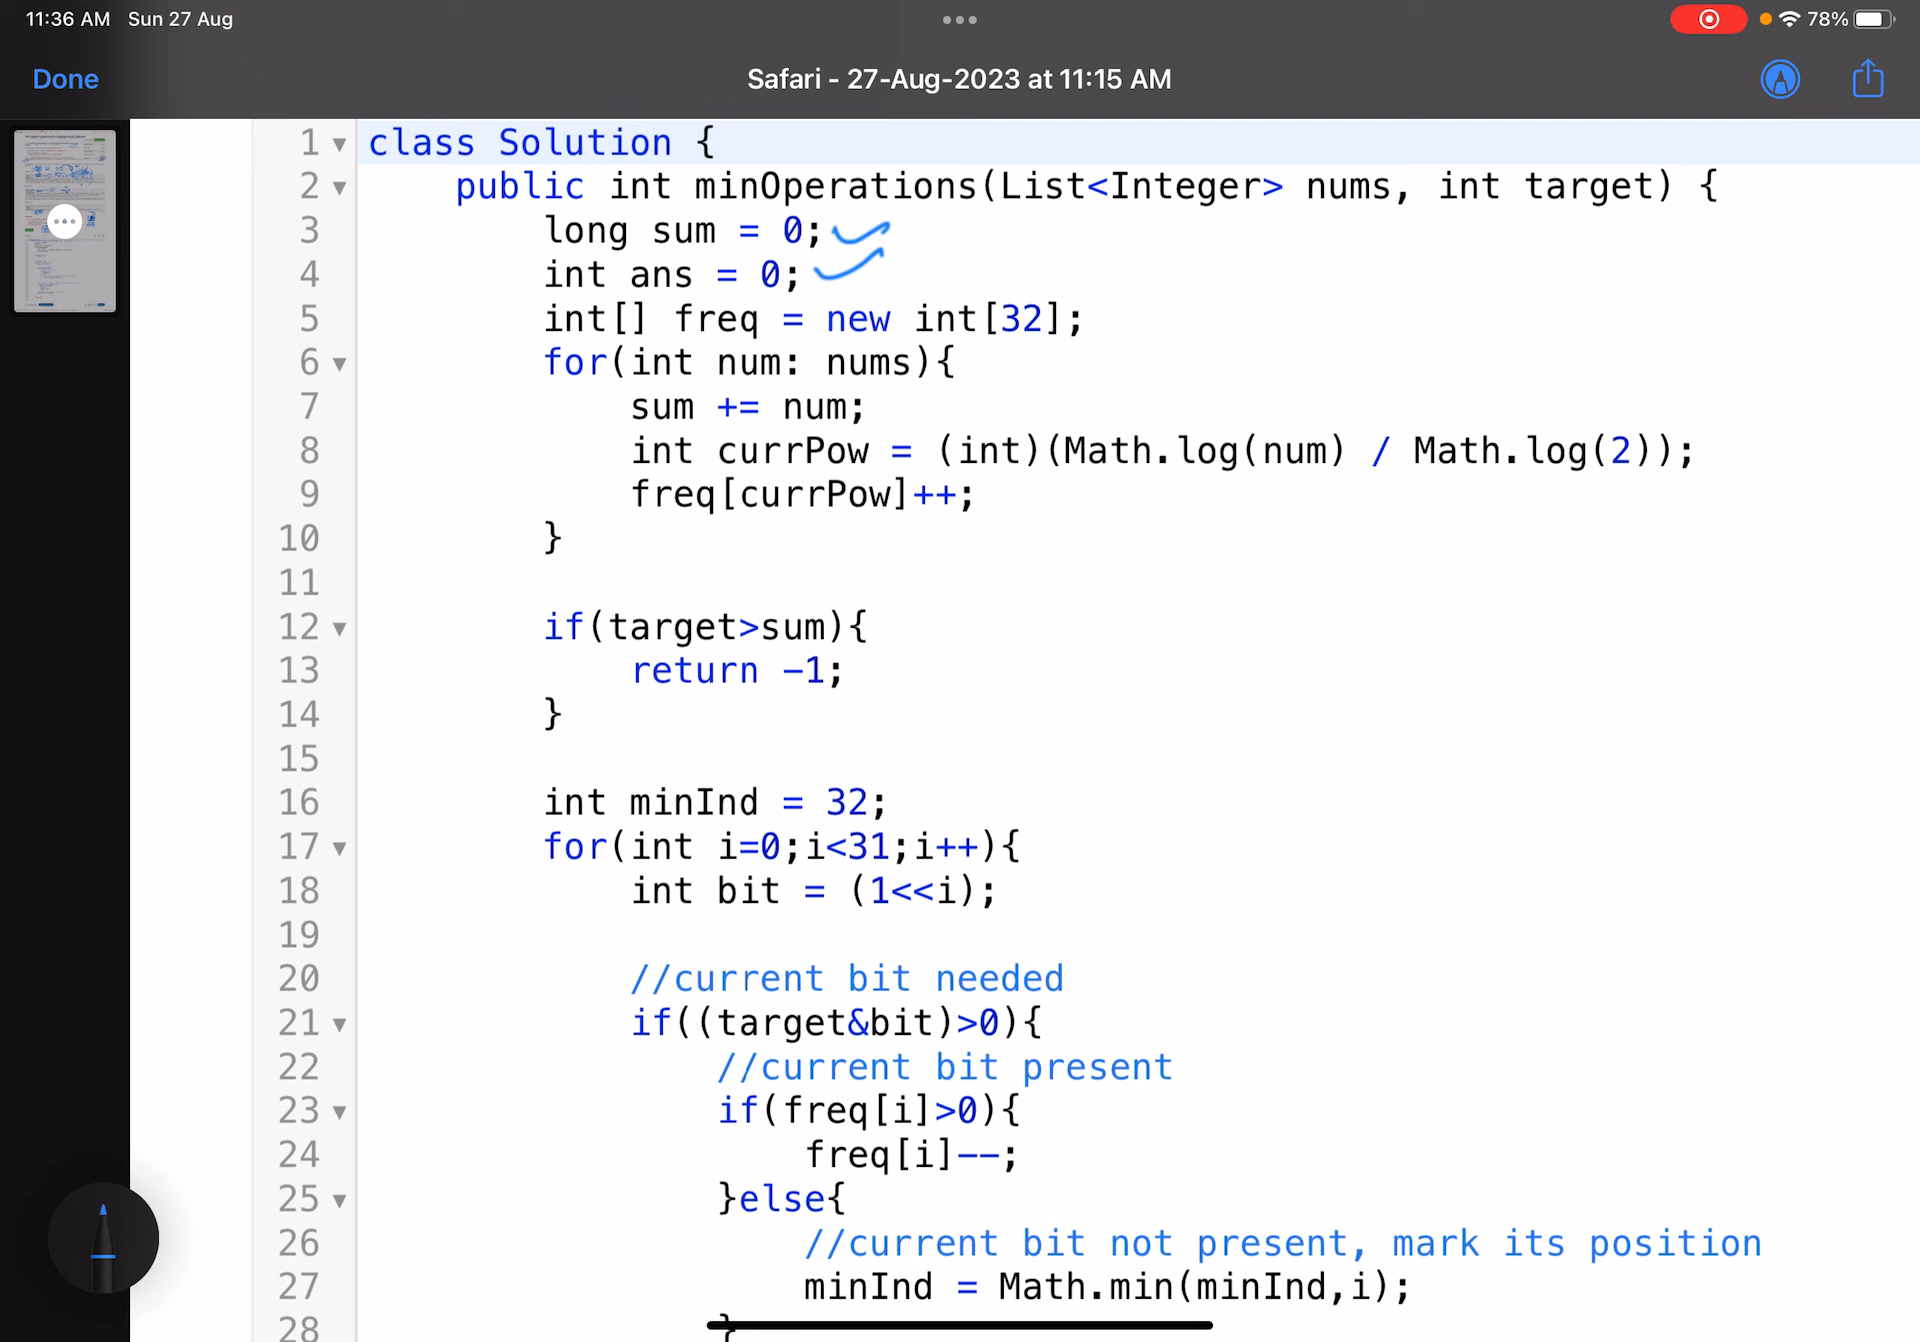 11:36 AM Sun 27 Aug
78%
Done
Safari - 27-Aug-2023 at 11:15 AM
1 class Solution {
2 public int minOperations(List<Integer> nums, int target) {
3 long sum = 0;
4 int ans = 0;
5 int[] freq = new int[32];
6 for(int num: nums){
7 sum += num;
8 int currPow = (int)(Math.log(num) / Math.log(2));
9 freq[currPow]++;
10 }
11
12 if(target>sum){
13 return -1;
14 }
15
16 int minInd = 32;
17 for(int i=0;i<31;i++){
18 int bit = (1<<i);
19
20 //current bit needed
21 if((target&bit)>0){
22 //current bit present
23 if(freq[i]>0){
24 freq[i]--;
25 }else{
26 //current bit not present, mark its position
27 minInd = Math.min(minInd,i);
28 }